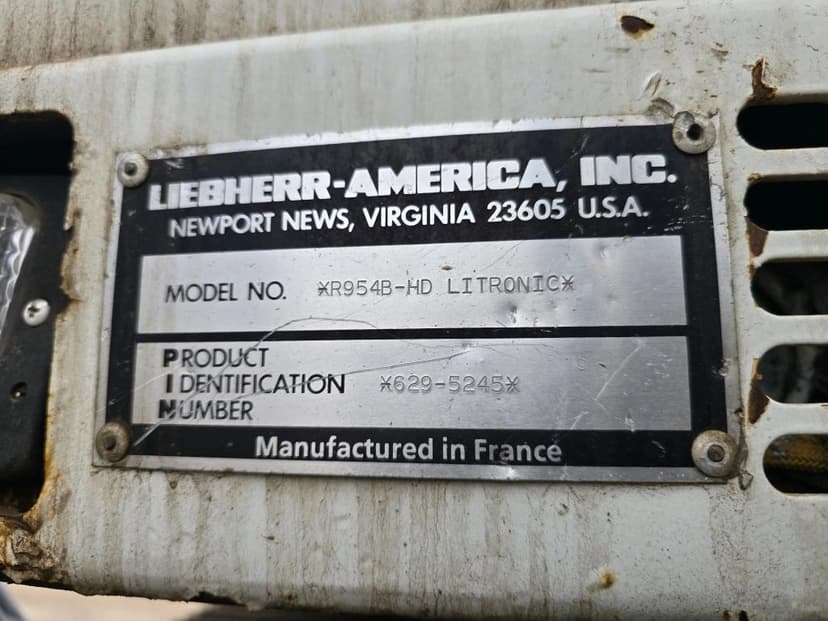 LIEBHERR-AMERICA, INC.
NEWPORT NEWS, VIRGINIA 23605 U.S.A.
MODEL NO. *R954B-HD LITRONIC*
PRODUCT
IDENTIFICATION *629-5245*
NUMBER
Manufactured in France